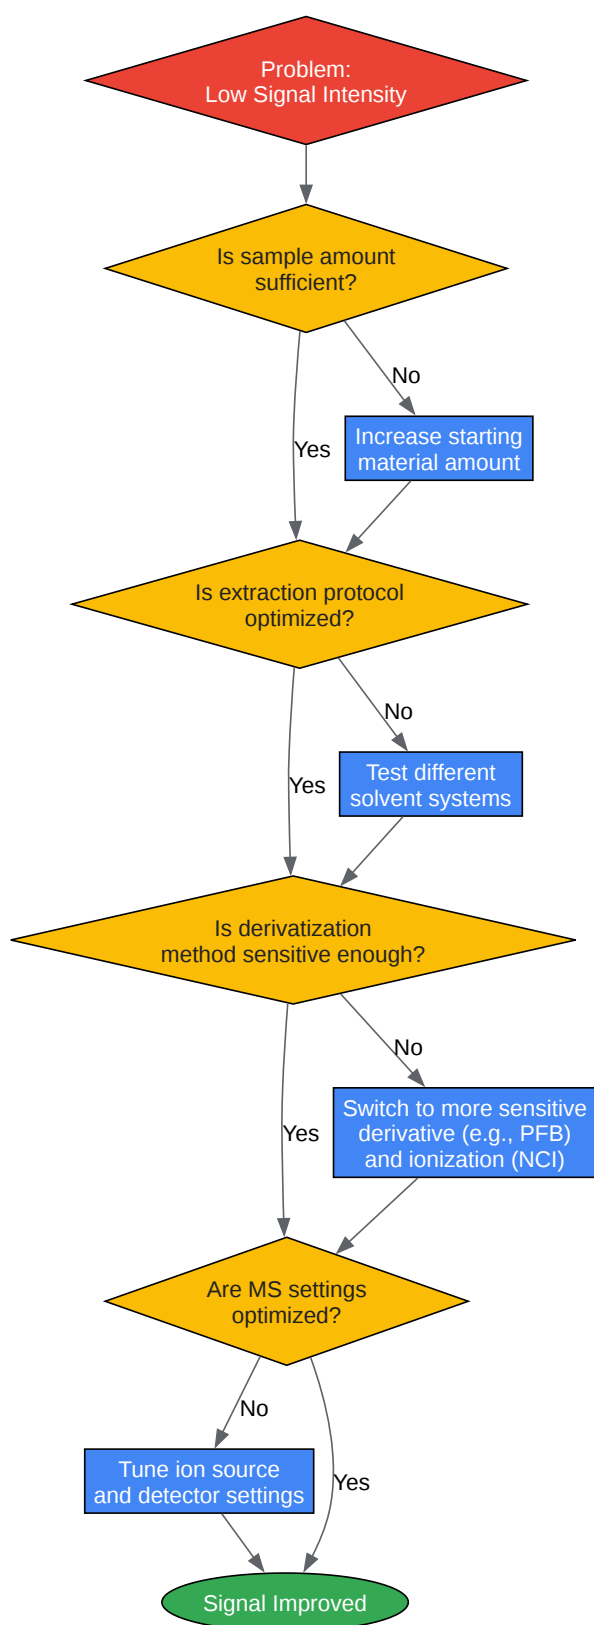 Problem:
Low Signal Intensity
Is sample amount
sufficient?
No
Increase starting
material amount
Yes
Is extraction protocol
optimized?
No
Test different
solvent systems
Yes
Is derivatization
method sensitive enough?
No
Switch to more sensitive
derivative (e.g., PFB)
and ionization (NCI)
Yes
Are MS settings
optimized?
No
Tune ion source
and detector settings
Yes
Signal Improved